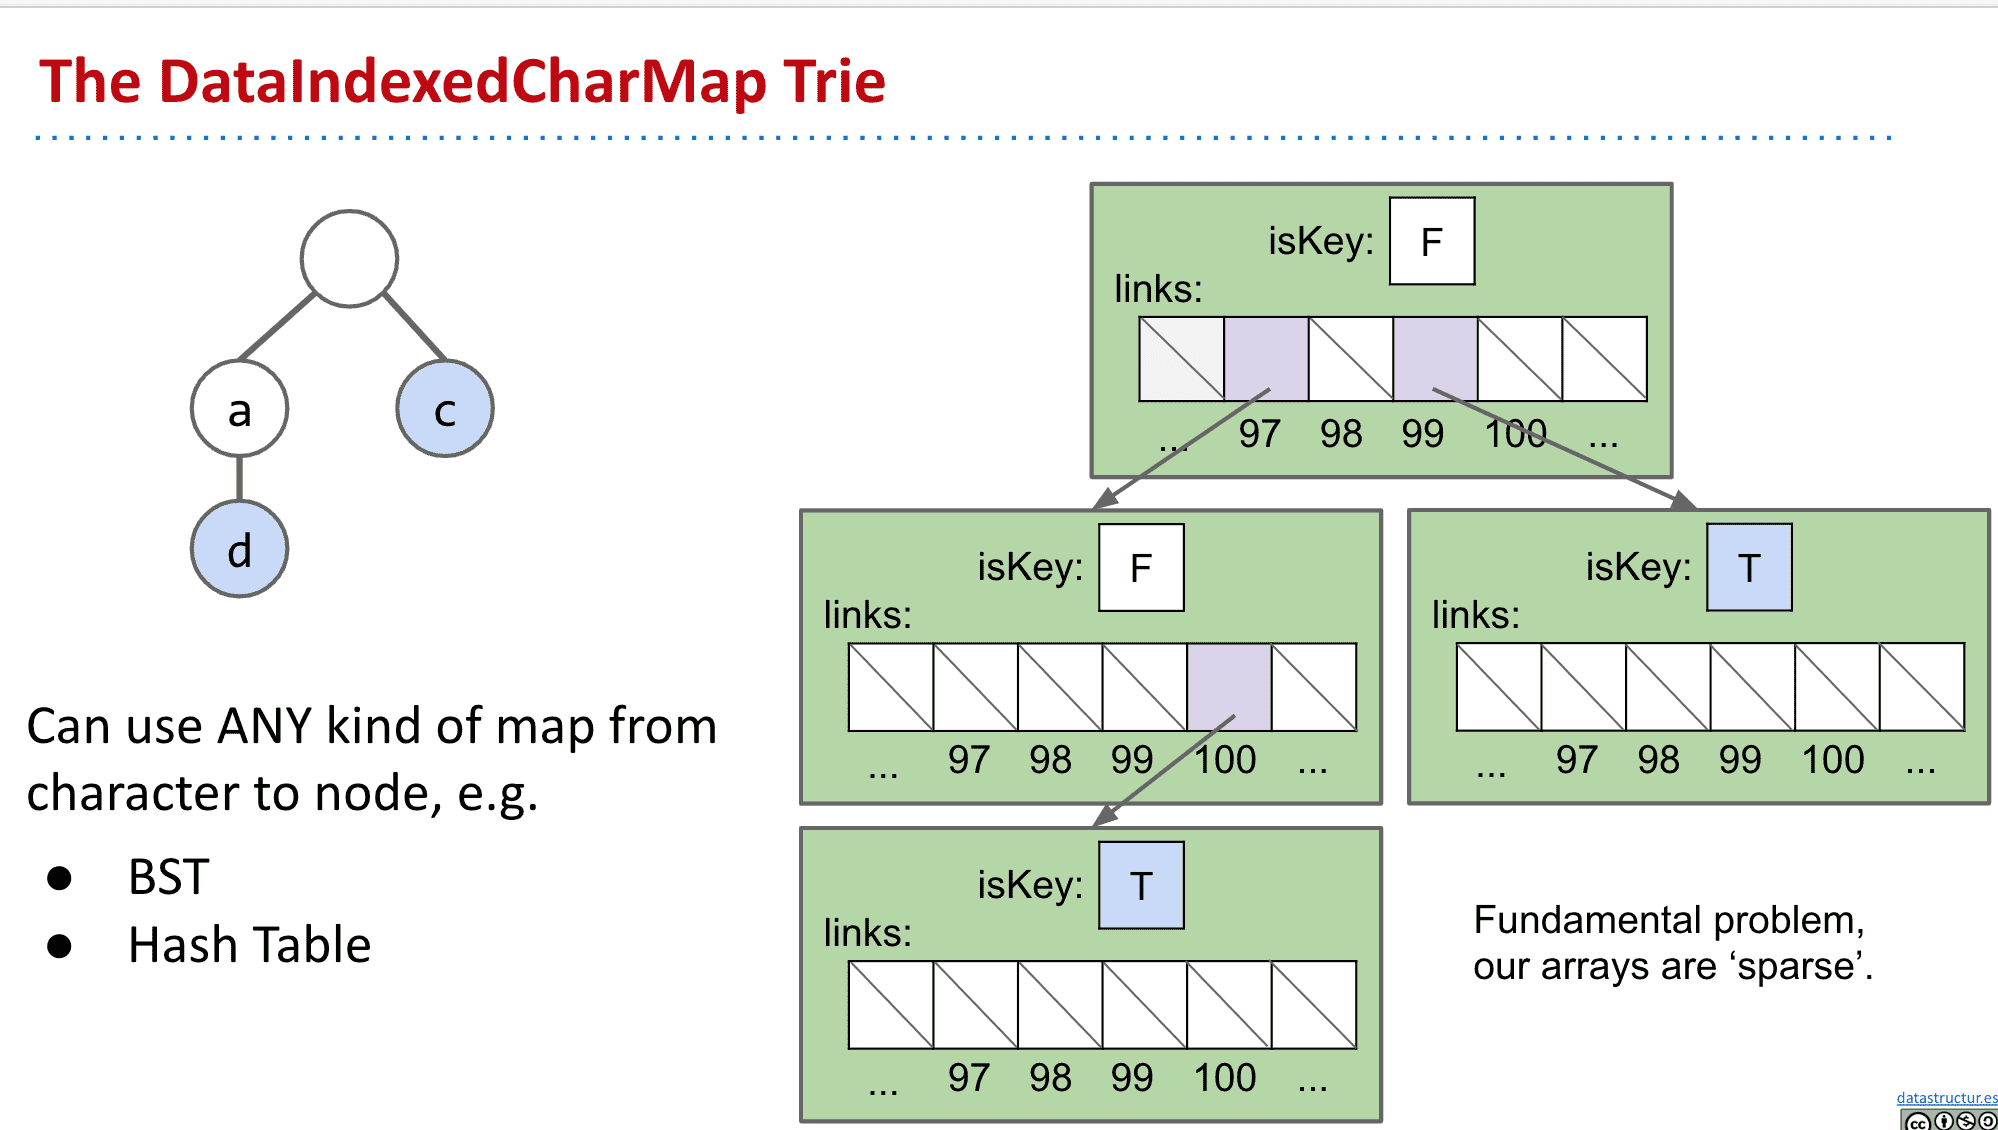 The DataIndexedCharMap Trie
a
c
d
Can use ANY kind of map from
character to node, e.g.
● BST
● Hash Table
isKey: F
links:
... 97 98 99 100 ...
isKey: F
links:
... 97 98 99 100 ...
isKey: T
links:
... 97 98 99 100 ...
isKey: T
links:
... 97 98 99 100 ...
Fundamental problem,
our arrays are ‘sparse’.
datastructur.es
cc